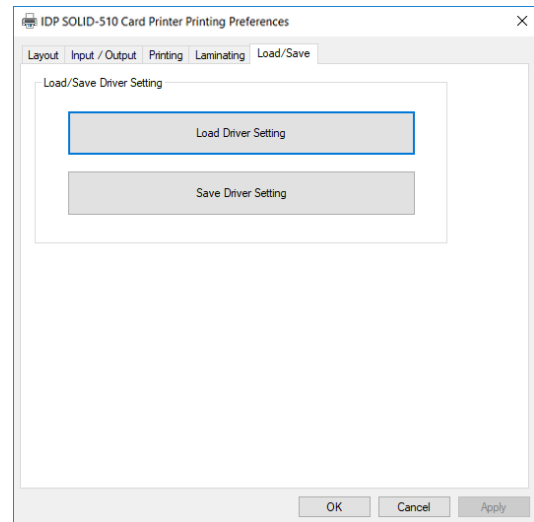 IDP SOLID-510 Card Printer Printing Preferences
Layout Input / Output Printing Laminating Load/Save
Load/Save Driver Setting
Load Driver Setting
Save Driver Setting
OK Cancel Apply